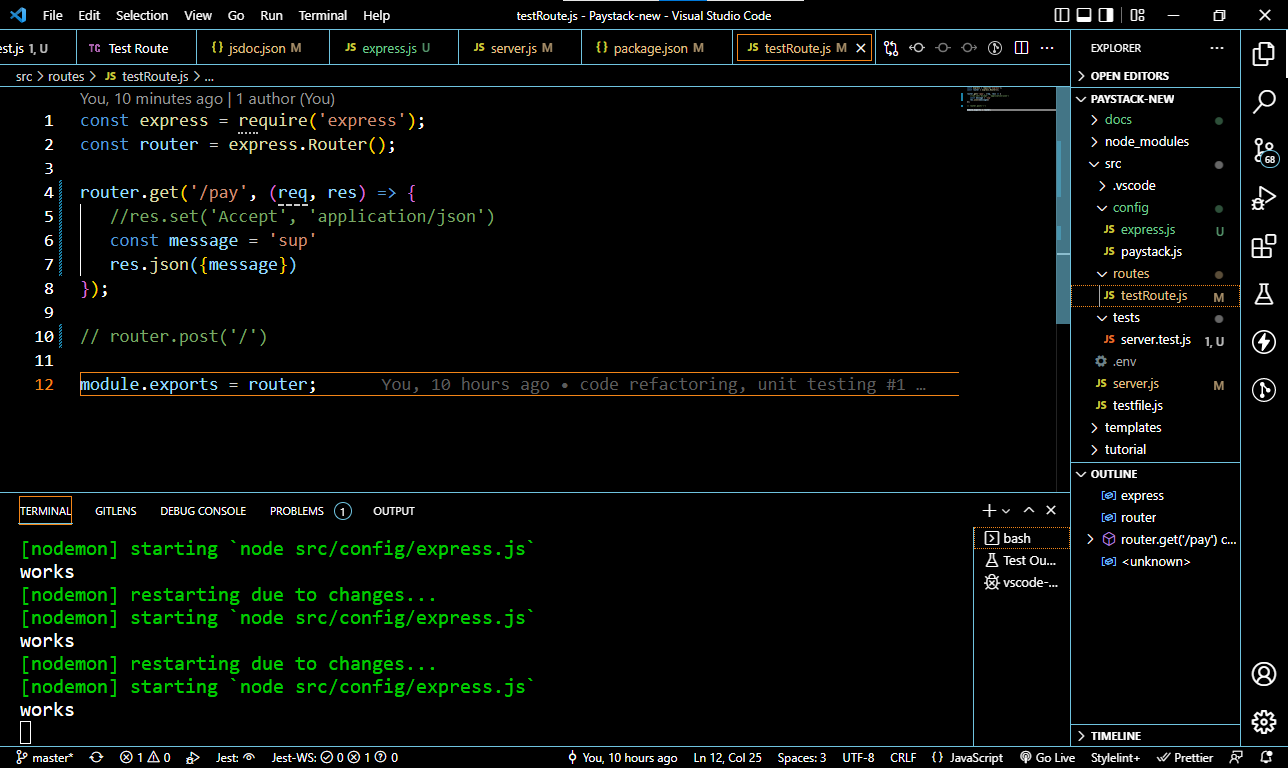 File Edit Selection View Go Run Terminal Help testRoute.js - Paystack-new - Visual Studio Code
est.js 1, U TC Test Route {} jsdoc.json M JS express.js U JS server.js M {} package.json M JS testRoute.js M
src > routes > JS testRoute.js > ...
You, 10 minutes ago | 1 author (You)
1 const express = require('express');
2 const router = express.Router();
3
4 router.get('/pay', (req, res) => {
5 //res.set('Accept', 'application/json')
6 const message = 'sup'
7 res.json({message})
8 });
9
10 // router.post('/')
11
12 module.exports = router; You, 10 hours ago • code refactoring, unit testing #1 …
TERMINAL GITLENS DEBUG CONSOLE PROBLEMS 1 OUTPUT
[nodemon] starting `node src/config/express.js`
works
[nodemon] restarting due to changes...
[nodemon] starting `node src/config/express.js`
works
[nodemon] restarting due to changes...
[nodemon] starting `node src/config/express.js`
works
bash
Test Ou...
vscode-...
EXPLORER
OPEN EDITORS
PAYSTACK-NEW
docs
node_modules
src
.vscode
config
JS express.js U
JS paystack.js
routes
JS testRoute.js M
tests
JS server.test.js 1, U
.env
JS server.js M
JS testfile.js
templates
tutorial
OUTLINE
express
router
router.get('/pay') c...
<unknown>
TIMELINE
68
master* 1 0 Jest: Jest-WS: 0 1 0 You, 10 hours ago Ln 12, Col 25 Spaces: 3 UTF-8 CRLF {} JavaScript Go Live Stylelint+ Prettier